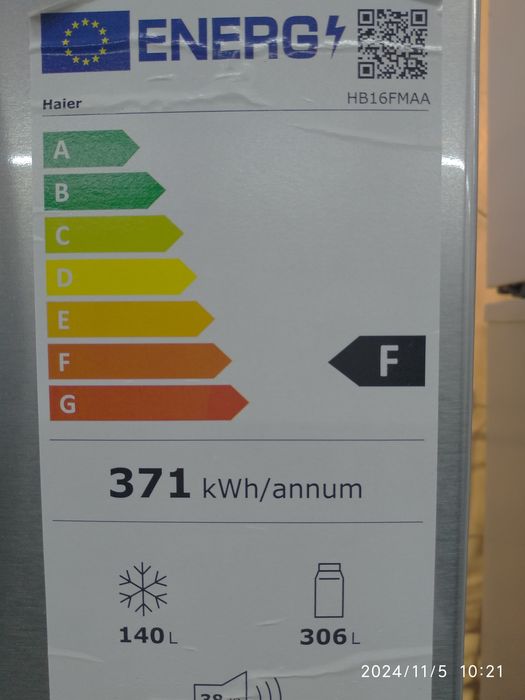 ENERG
Haier HB16FMAA
A
B
C
D
E
F F
G
371 kWh/annum
140 L 306 L
2024/11/5 10:21